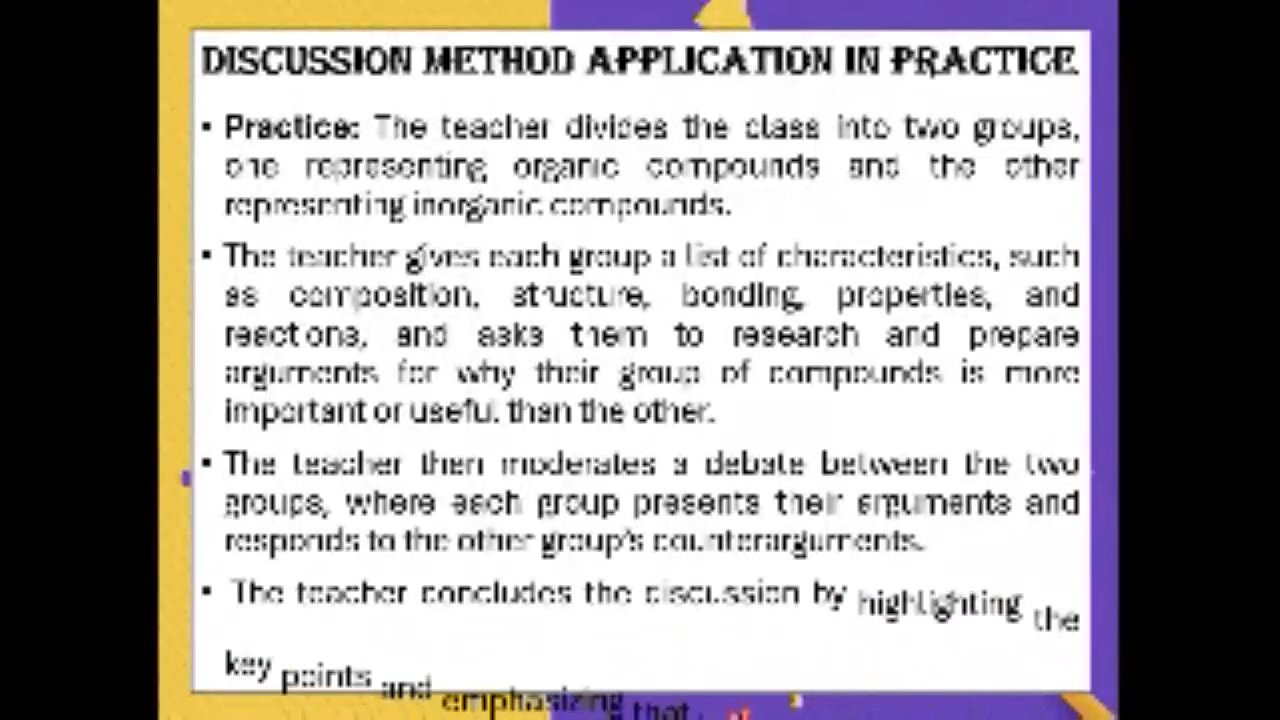 DISCUSSION METHOD APPLICATION IN PRACTICE
• Practice: The teacher divides the class into two groups,
one representing organic compounds and the other
representing inorganic compounds.
• The teacher gives each group a list of characteristics, such
as composition, structure, bonding, properties, and
reactions, and asks them to research and prepare
arguments for why their group of compounds is more
important or useful than the other.
• The teacher then moderates a debate between the two
groups, where each group presents their arguments and
responds to the other group's counterarguments.
• The teacher concludes the discussion by highlighting the
key points and emphasizing that